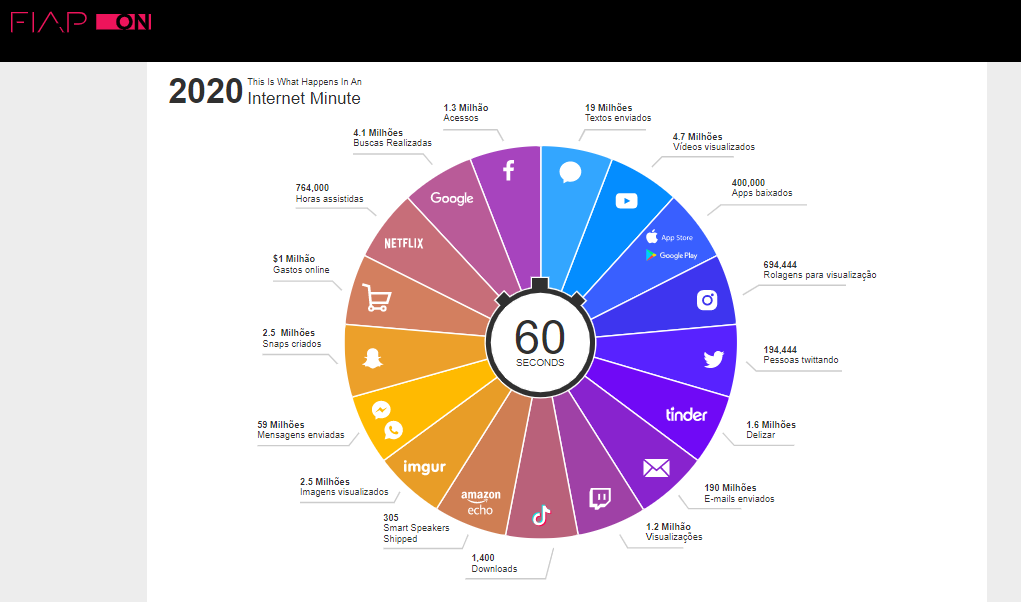 FIAP ON
2020 This Is What Happens In An
Internet Minute
1.3 Milhão
Acessos
19 Milhões
Textos enviados
4.7 Milhões
Vídeos visualizados
400,000
Apps baixados
694,444
Rolagens para visualização
194,444
Pessoas twittando
1.6 Milhões
Delizar
190 Milhões
E-mails enviados
1.2 Milhão
Visualizações
1,400
Downloads
305
Smart Speakers
Shipped
2.5 Milhões
Imagens visualizados
59 Milhões
Mensagens enviadas
2.5 Milhões
Snaps criados
$1 Milhão
Gastos online
764,000
Horas assistidas
4.1 Milhões
Buscas Realizadas
App Store
Google Play
tinder
amazon
echo
imgur
NETFLIX
Google
60
SECONDS